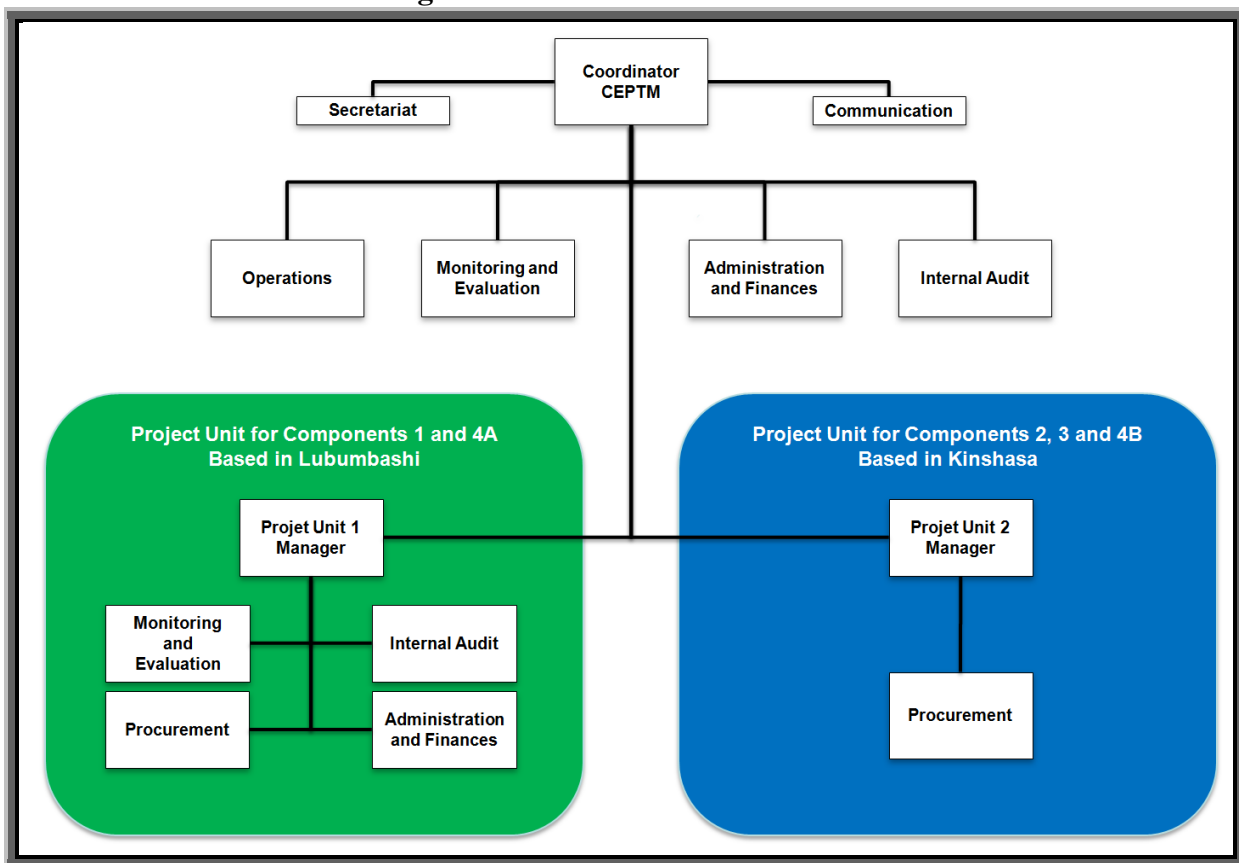 Coordinator
CEPTM
Secretariat
Communication
Operations
Monitoring and
Evaluation
Administration
and Finances
Internal Audit
Project Unit for Components 1 and 4A
Based in Lubumbashi
Projet Unit 1
Manager
Monitoring
and
Evaluation
Internal Audit
Procurement
Administration
and Finances
Project Unit for Components 2, 3 and 4B
Based in Kinshasa
Projet Unit 2
Manager
Procurement